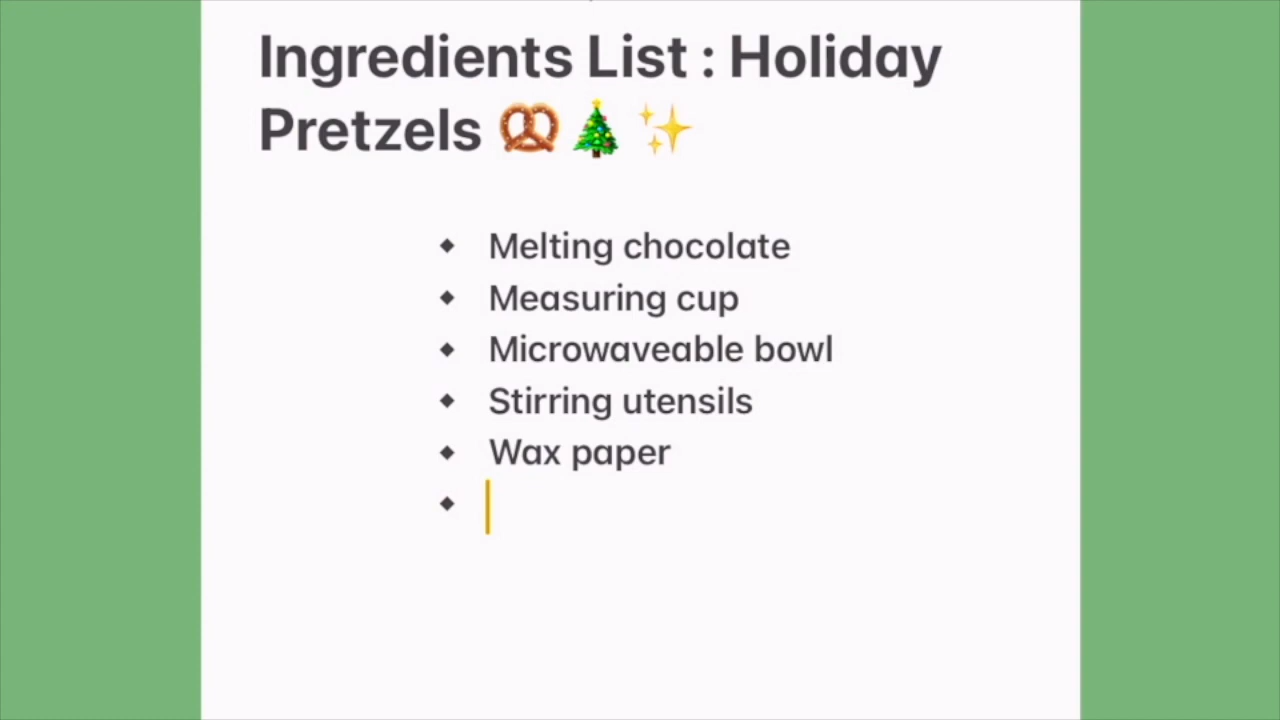 Ingredients List : Holiday
Pretzels 🥨🎄✨
Melting chocolate
Measuring cup
Microwaveable bowl
Stirring utensils
Wax paper